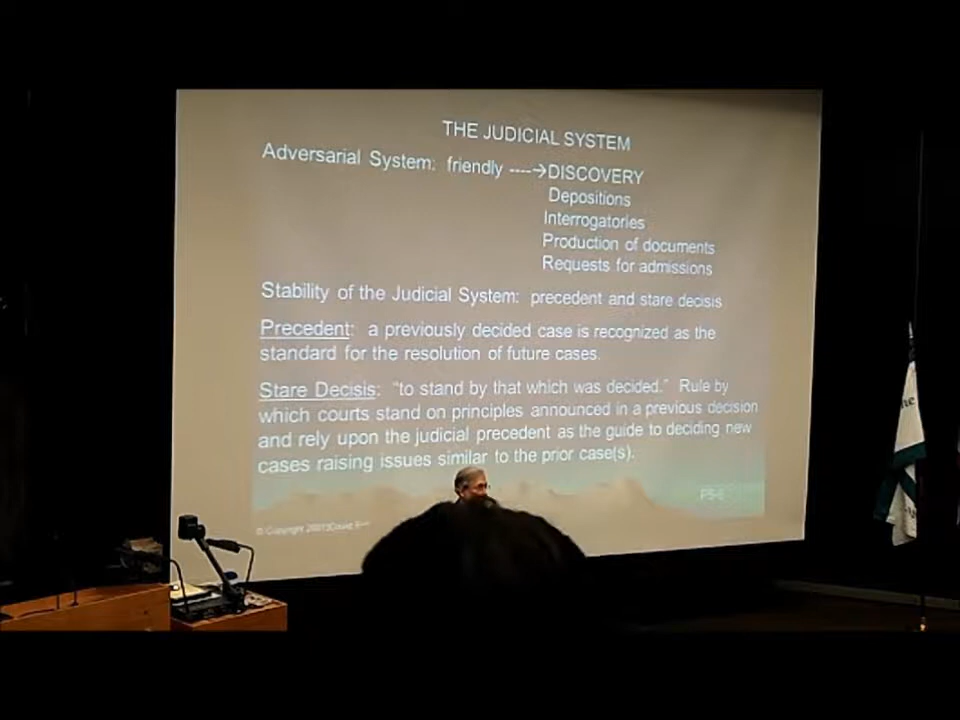 THE JUDICIAL SYSTEM
Adversarial System: friendly ----→DISCOVERY
Depositions
Interrogatories
Production of documents
Requests for admissions
Stability of the Judicial System: precedent and stare decisis
Precedent: a previously decided case is recognized as the
standard for the resolution of future cases.
Stare Decisis: "to stand by that which was decided." Rule by
which courts stand on principles announced in a previous decision
and rely upon the judicial precedent as the guide to deciding new
cases raising issues similar to the prior case(s).
© Copyright